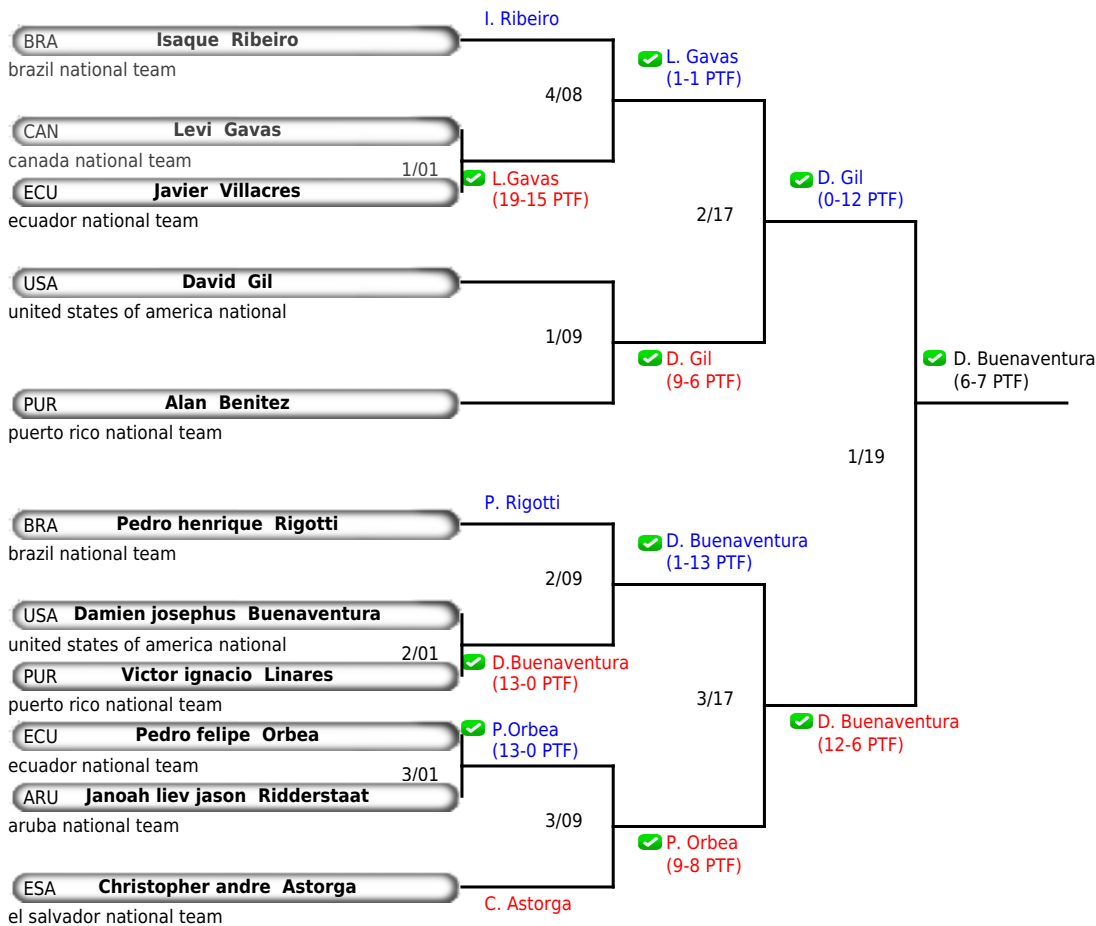 I. Ribeiro
BRA Isaque Ribeiro
brazil national team
L. Gavas
(1-1 PTF)
4/08
CAN Levi Gavas
canada national team
1/01
L.Gavas
(19-15 PTF)
ECU Javier Villacres
ecuador national team
D. Gil
(0-12 PTF)
2/17
USA David Gil
united states of america national
1/09
D. Gil
(9-6 PTF)
D. Buenaventura
(6-7 PTF)
PUR Alan Benitez
puerto rico national team
1/19
P. Rigotti
BRA Pedro henrique Rigotti
brazil national team
D. Buenaventura
(1-13 PTF)
2/09
USA Damien josephus Buenaventura
united states of america national
2/01
D.Buenaventura
(13-0 PTF)
PUR Victor ignacio Linares
puerto rico national team
3/17
D. Buenaventura
(12-6 PTF)
ECU Pedro felipe Orbea
P.Orbea
(13-0 PTF)
ecuador national team
3/01
ARU Janoah liev jason Ridderstaat
aruba national team
3/09
P. Orbea
(9-8 PTF)
ESA Christopher andre Astorga
C. Astorga
el salvador national team